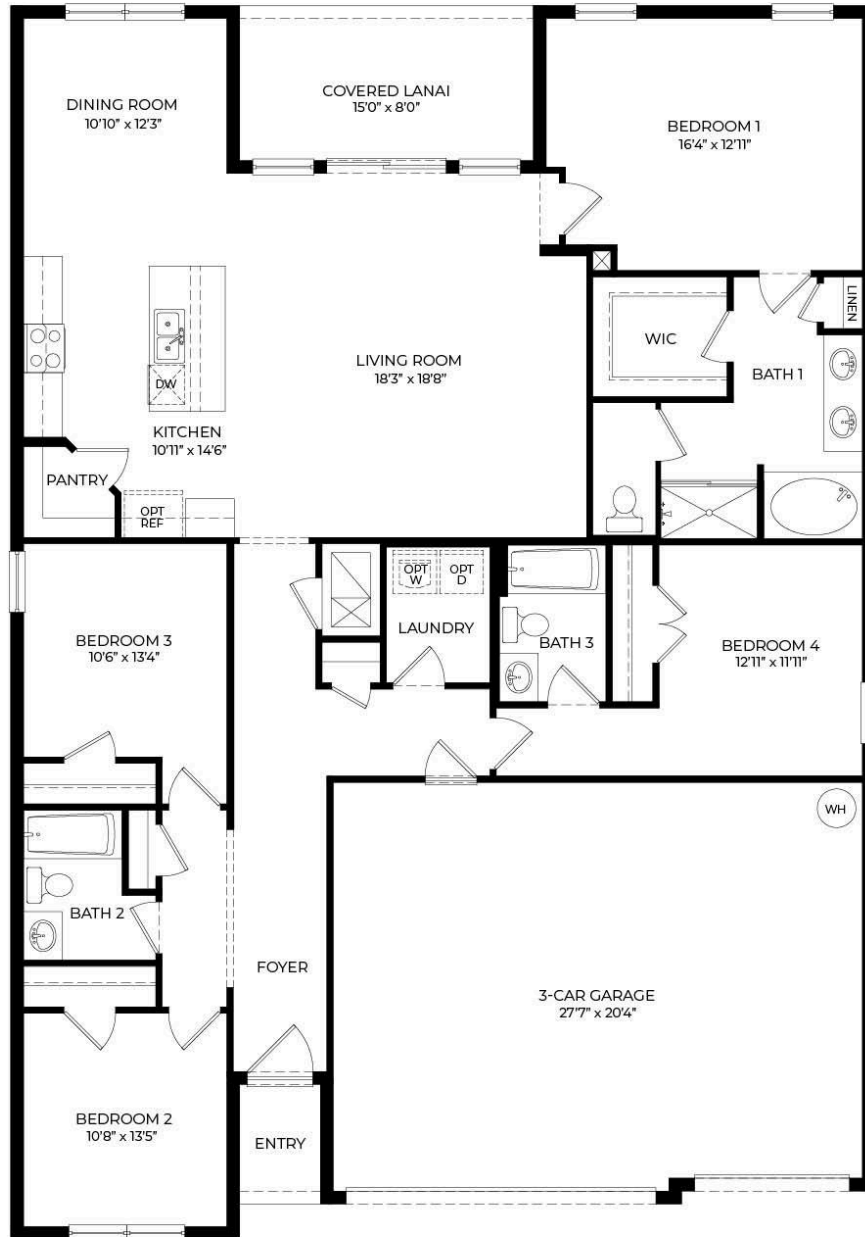 DINING ROOM
10'10" x 12'3"
COVERED LANAI
15'0" x 8'0"
BEDROOM 1
16'4" x 12'11"
LINEN
WIC
BATH 1
LIVING ROOM
18'3" x 18'8"
DW
KITCHEN
10'11" x 14'6"
PANTRY
OPT
REF
OPT
W
OPT
D
LAUNDRY
BATH 3
BEDROOM 4
12'11" x 11'11"
BEDROOM 3
10'6" x 13'4"
WH
BATH 2
FOYER
3-CAR GARAGE
27'7" x 20'4"
BEDROOM 2
10'8" x 13'5"
ENTRY